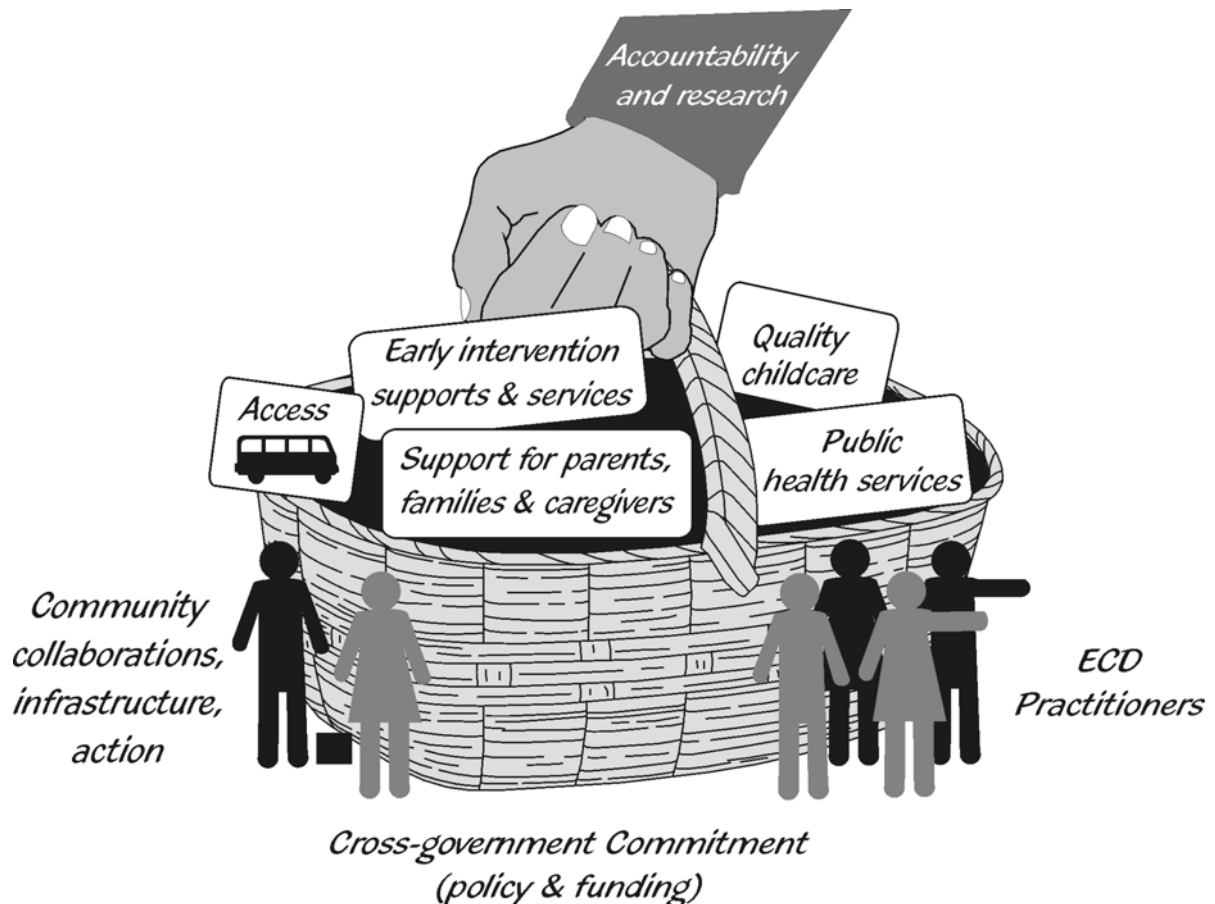 Accountability
and research
Early intervention
supports & services
Quality
childcare
Access
Support for parents,
families & caregivers
Public
health services
Community
collaborations,
infrastructure,
action
ECD
Practitioners
Cross-government Commitment
(policy & funding)